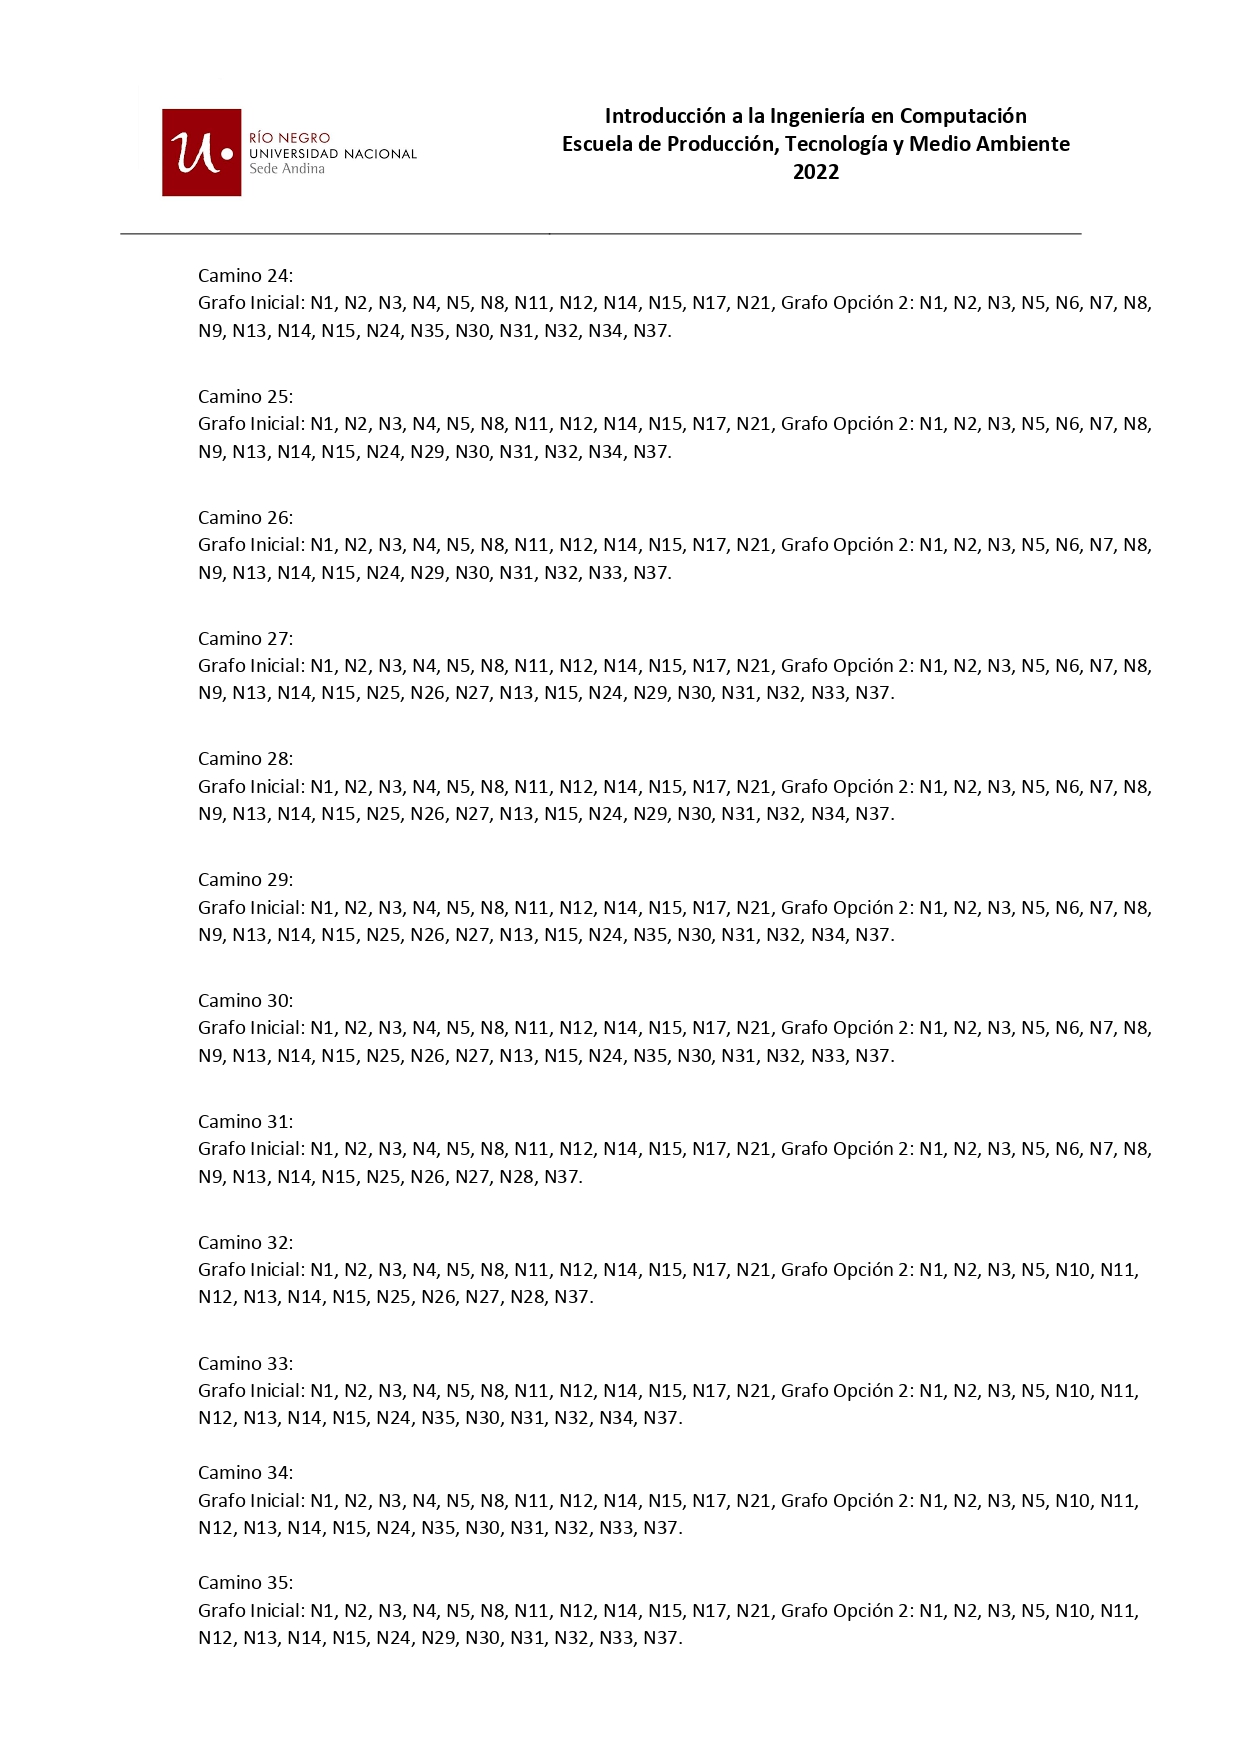 u.
RÍO NEGRO
UNIVERSIDAD NACIONAL
Sede Andina
Introducción a la Ingeniería en Computación
Escuela de Producción, Tecnología y Medio Ambiente
2022
Camino 24:
Grafo Inicial: N1, N2, N3, N4, N5, N8, N11, N12, N14, N15, N17, N21, Grafo Opción 2: N1, N2, N3, N5, N6, N7, N8,
N9, N13, N14, N15, N24, N35, N30, N31, N32, N34, N37.
Camino 25:
Grafo Inicial: N1, N2, N3, N4, N5, N8, N11, N12, N14, N15, N17, N21, Grafo Opción 2: N1, N2, N3, N5, N6, N7, N8,
N9, N13, N14, N15, N24, N29, N30, N31, N32, N34, N37.
Camino 26:
Grafo Inicial: N1, N2, N3, N4, N5, N8, N11, N12, N14, N15, N17, N21, Grafo Opción 2: N1, N2, N3, N5, N6, N7, N8,
N9, N13, N14, N15, N24, N29, N30, N31, N32, N33, N37.
Camino 27:
Grafo Inicial: N1, N2, N3, N4, N5, N8, N11, N12, N14, N15, N17, N21, Grafo Opción 2: N1, N2, N3, N5, N6, N7, N8,
N9, N13, N14, N15, N25, N26, N27, N13, N15, N24, N29, N30, N31, N32, N33, N37.
Camino 28:
Grafo Inicial: N1, N2, N3, N4, N5, N8, N11, N12, N14, N15, N17, N21, Grafo Opción 2: N1, N2, N3, N5, N6, N7, N8,
N9, N13, N14, N15, N25, N26, N27, N13, N15, N24, N29, N30, N31, N32, N34, N37.
Camino 29:
Grafo Inicial: N1, N2, N3, N4, N5, N8, N11, N12, N14, N15, N17, N21, Grafo Opción 2: N1, N2, N3, N5, N6, N7, N8,
N9, N13, N14, N15, N25, N26, N27, N13, N15, N24, N35, N30, N31, N32, N34, N37.
Camino 30:
Grafo Inicial: N1, N2, N3, N4, N5, N8, N11, N12, N14, N15, N17, N21, Grafo Opción 2: N1, N2, N3, N5, N6, N7, N8,
N9, N13, N14, N15, N25, N26, N27, N13, N15, N24, N35, N30, N31, N32, N33, N37.
Camino 31:
Grafo Inicial: N1, N2, N3, N4, N5, N8, N11, N12, N14, N15, N17, N21, Grafo Opción 2: N1, N2, N3, N5, N6, N7, N8,
N9, N13, N14, N15, N25, N26, N27, N28, N37.
Camino 32:
Grafo Inicial: N1, N2, N3, N4, N5, N8, N11, N12, N14, N15, N17, N21, Grafo Opción 2: N1, N2, N3, N5, N10, N11,
N12, N13, N14, N15, N25, N26, N27, N28, N37.
Camino 33:
Grafo Inicial: N1, N2, N3, N4, N5, N8, N11, N12, N14, N15, N17, N21, Grafo Opción 2: N1, N2, N3, N5, N10, N11,
N12, N13, N14, N15, N24, N35, N30, N31, N32, N34, N37.
Camino 34:
Grafo Inicial: N1, N2, N3, N4, N5, N8, N11, N12, N14, N15, N17, N21, Grafo Opción 2: N1, N2, N3, N5, N10, N11,
N12, N13, N14, N15, N24, N35, N30, N31, N32, N33, N37.
Camino 35:
Grafo Inicial: N1, N2, N3, N4, N5, N8, N11, N12, N14, N15, N17, N21, Grafo Opción 2: N1, N2, N3, N5, N10, N11,
N12, N13, N14, N15, N24, N29, N30, N31, N32, N33, N37.